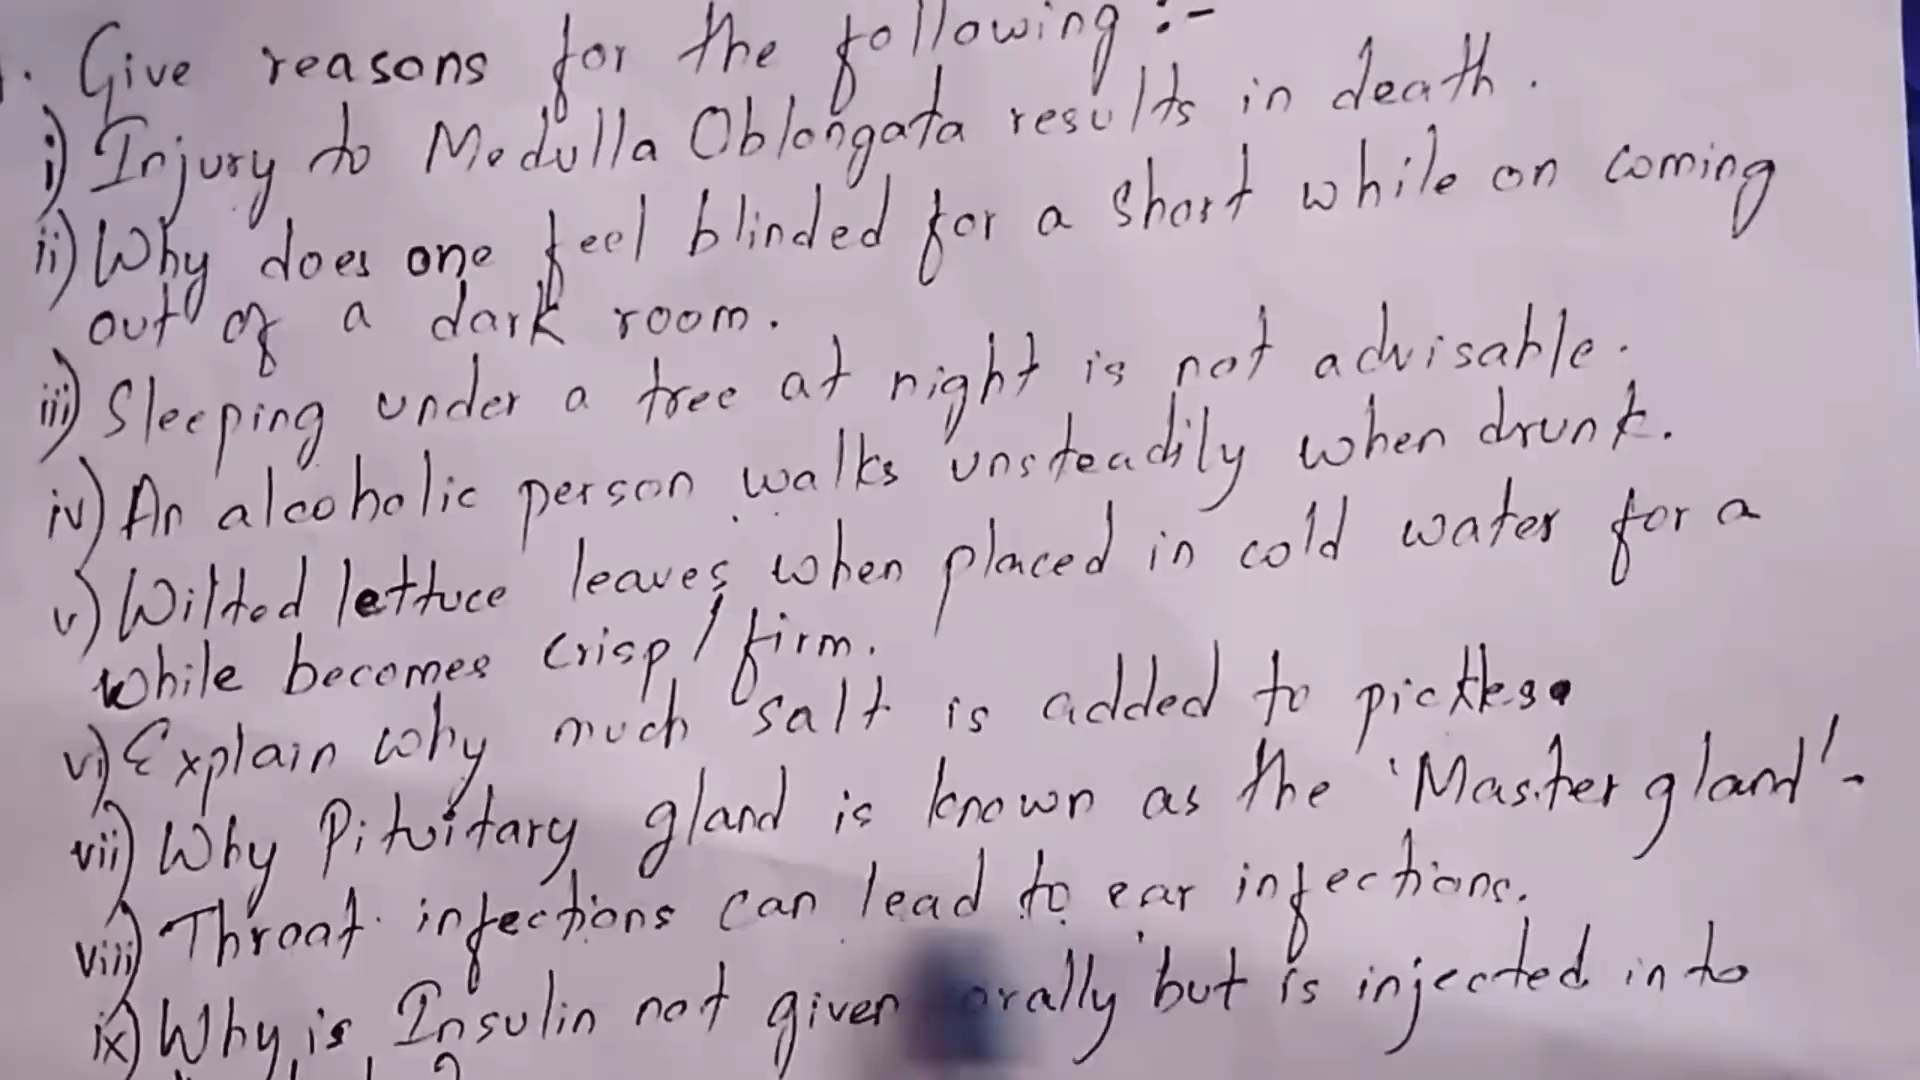 . Give reasons for the following :-
i) Injury to Medulla Oblongata results in death.
ii) Why does one feel blinded for a short while on coming
out of a dark room.
iii) Sleeping under a tree at night is not advisable.
iv) An alcoholic person walks unsteadily when drunk.
v) Wilted lettuce leaves, when placed in cold water for a
while becomes crisp/firm.
vi) Explain why much salt is added to pickles.
vii) Why Pituitary gland is known as the 'Master gland'-
viii) Throat infections can lead to ear infections.
ix) Why is Insulin not given orally but is injected into